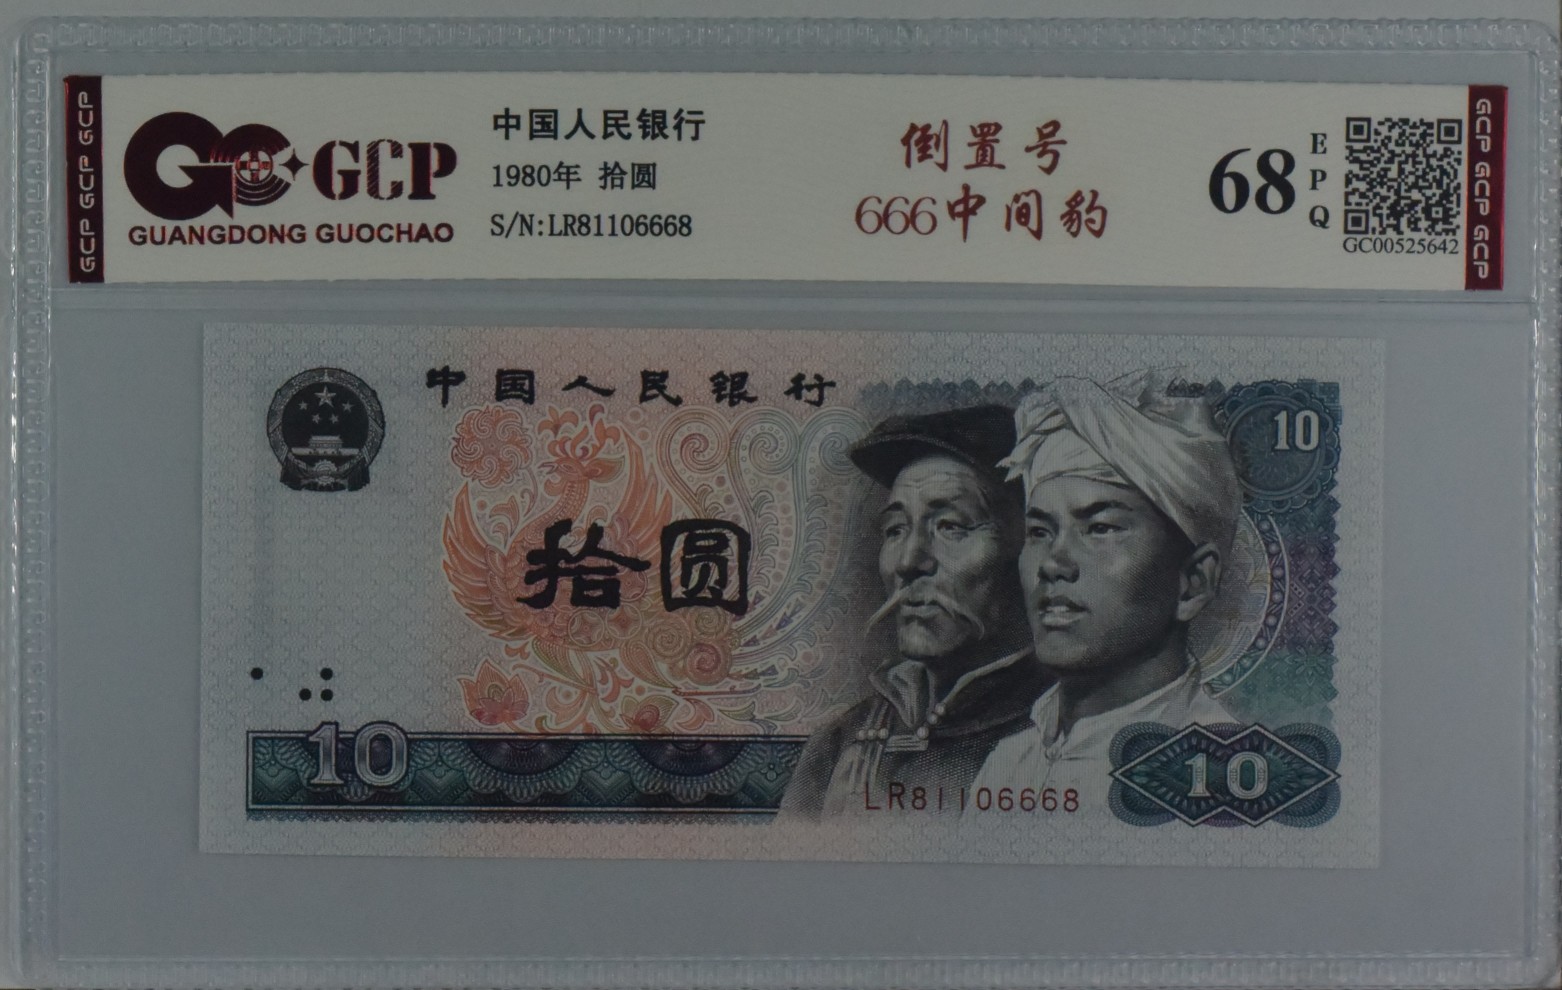 GCP
中国人民银行
1980年 拾圆
S/N:LR81106668
GUANGDONG GUOCHAO
倒置号
666中间豹
68
EPQ
GC00525642
GCP GCP GCP
GCP GCP GCP
中国人民银行
10
拾圆
10
LR81106668
10